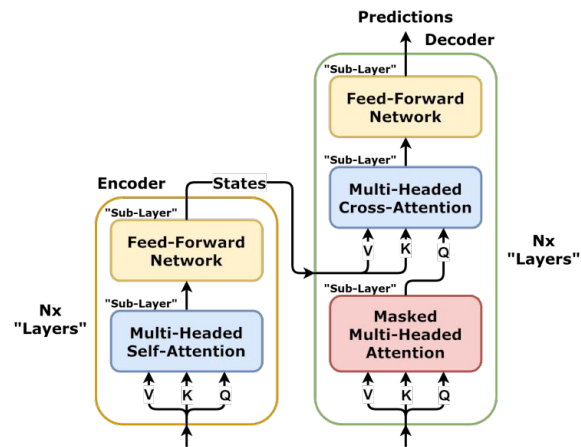 Predictions
Decoder
"Sub-Layer"
Feed-Forward
Network
"Sub-Layer"
Multi-Headed
Cross-Attention
V K Q
"Sub-Layer"
Masked
Multi-Headed
Attention
V K Q
Nx
"Layers"
Encoder
States
"Sub-Layer"
Feed-Forward
Network
"Sub-Layer"
Multi-Headed
Self-Attention
V K Q
Nx
"Layers"